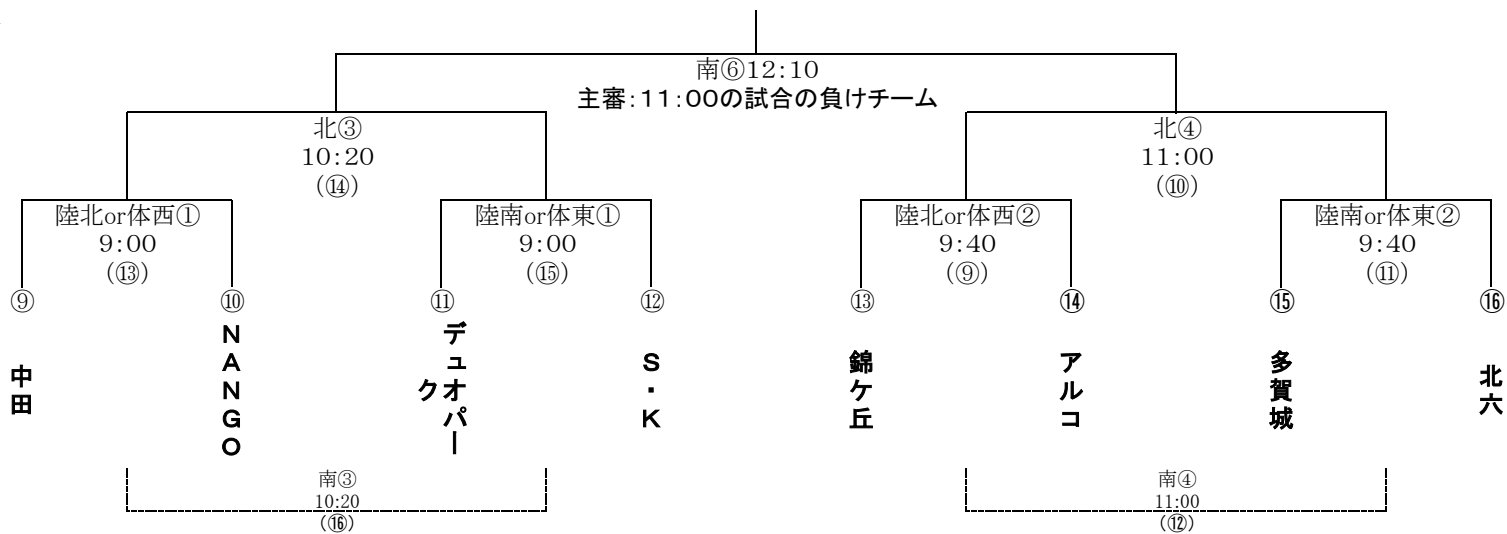 南⑥12:10
主審:11:00の試合の負けチーム
北③
10:20
(⑭)
北④
11:00
(⑩)
陸北or体西①
9:00
(⑬)
陸南or体東①
9:00
(⑮)
陸北or体西②
9:40
(⑨)
陸南or体東②
9:40
(⑪)
⑨
⑩
⑪
⑫
⑬
⑭
⑮
⑯
中田
NANGO
デュオパーク
S・K
錦ケ丘
アルコ
多賀城
北六
南③
10:20
(⑯)
南④
11:00
(⑫)